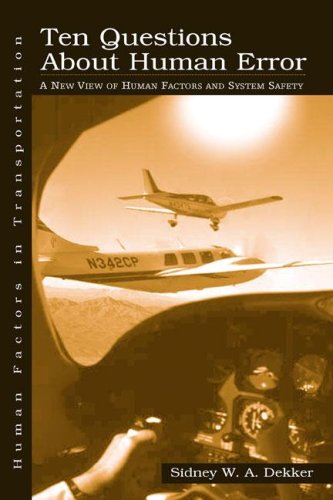 Ten Questions
About Human Error
A NEW VIEW OF HUMAN FACTORS AND SYSTEM SAFETY
Human Factors in Transportation
N342CP
Sidney W. A. Dekker